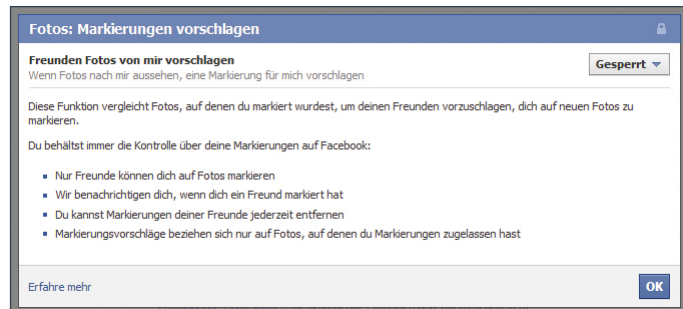 Fotos: Markierungen vorschlagen
Freunden Fotos von mir vorschlagen
Wenn Fotos nach mir aussehen, eine Markierung für mich vorschlagen
Gesperrt
Diese Funktion vergleicht Fotos, auf denen du markiert wurdest, um deinen Freunden vorzuschlagen, dich auf neuen Fotos zu
markieren.
Du behältst immer die Kontrolle über deine Markierungen auf Facebook:
Nur Freunde können dich auf Fotos markieren
Wir benachrichtigen dich, wenn dich ein Freund markiert hat
Du kannst Markierungen deiner Freunde jederzeit entfernen
Markierungsvorschläge beziehen sich nur auf Fotos, auf denen du Markierungen zugelassen hast
Erfahre mehr
OK